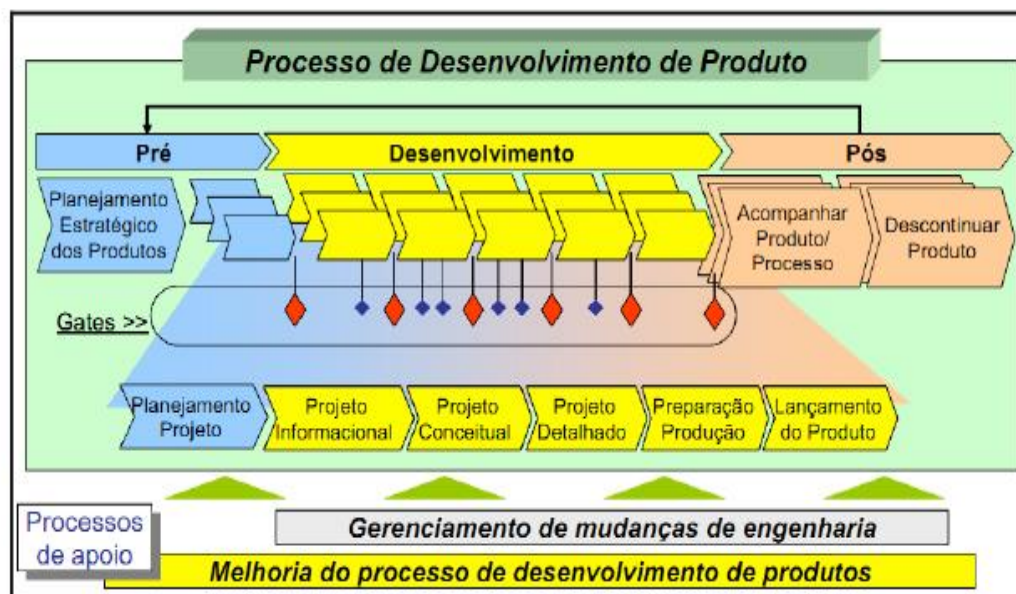 Processo de Desenvolvimento de Produto
Pré
Desenvolvimento
Pós
Planejamento
Estratégico
dos Produtos
Acompanhar
Produto/
Processo
Descontinuar
Produto
Gates >>
Planejamento
Projeto
Projeto
Informacional
Projeto
Conceitual
Projeto
Detalhado
Preparação
Produção
Lançamento
do Produto
Processos
de apoio
Gerenciamento de mudanças de engenharia
Melhoria do processo de desenvolvimento de produtos